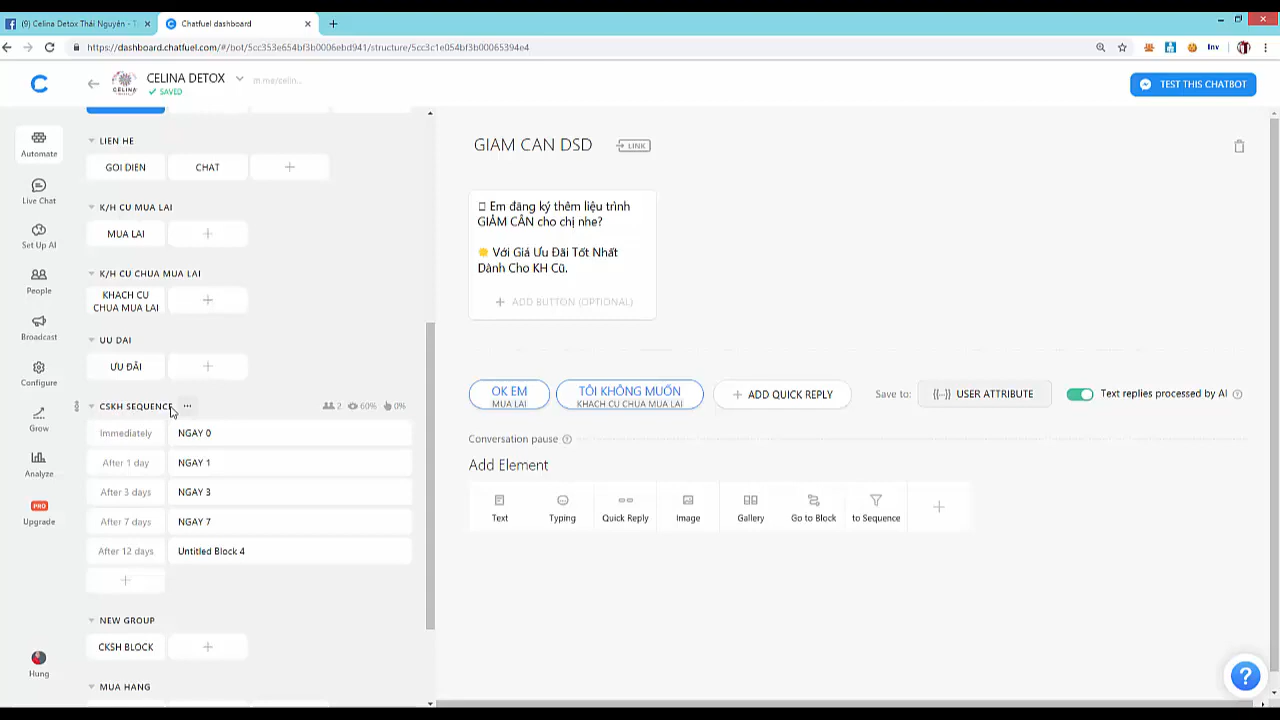 (9) Celina Detox Thái Nguyên - T
Chatfuel dashboard
https://dashboard.chatfuel.com/#/bot/5cc353e654bf3b0006ebd941/structure/5cc3c1e054bf3b00065394e4
Inv
CELINA DETOX
m.me/celin...
SAVED
CELINA
TEST THIS CHATBOT
Automate
Live Chat
Set Up AI
People
Broadcast
Configure
Grow
Analyze
PRO
Upgrade
Hung
LIEN HE
GOI DIEN
CHAT
K/H CU MUA LAI
MUA LAI
K/H CU CHUA MUA LAI
KHACH CU
CHUA MUA LAI
UU DAI
ƯU ĐÃI
CSKH SEQUENCE
2
60%
0%
Immediately
NGAY 0
After 1 day
NGAY 1
After 3 days
NGAY 3
After 7 days
NGAY 7
After 12 days
Untitled Block 4
NEW GROUP
CKSH BLOCK
MUA HANG
GIAM CAN DSD
LINK
Em đăng ký thêm liệu trình
GIẢM CÂN cho chị nhe?
Với Giá Ưu Đãi Tốt Nhất
Dành Cho KH Cũ.
ADD BUTTON (OPTIONAL)
OK EM
MUA LAI
TÔI KHÔNG MUỐN
KHACH CU CHUA MUA LAI
ADD QUICK REPLY
Save to:
{{...}} USER ATTRIBUTE
Text replies processed by AI
Conversation pause
Add Element
Text
Typing
Quick Reply
Image
Gallery
Go to Block
to Sequence